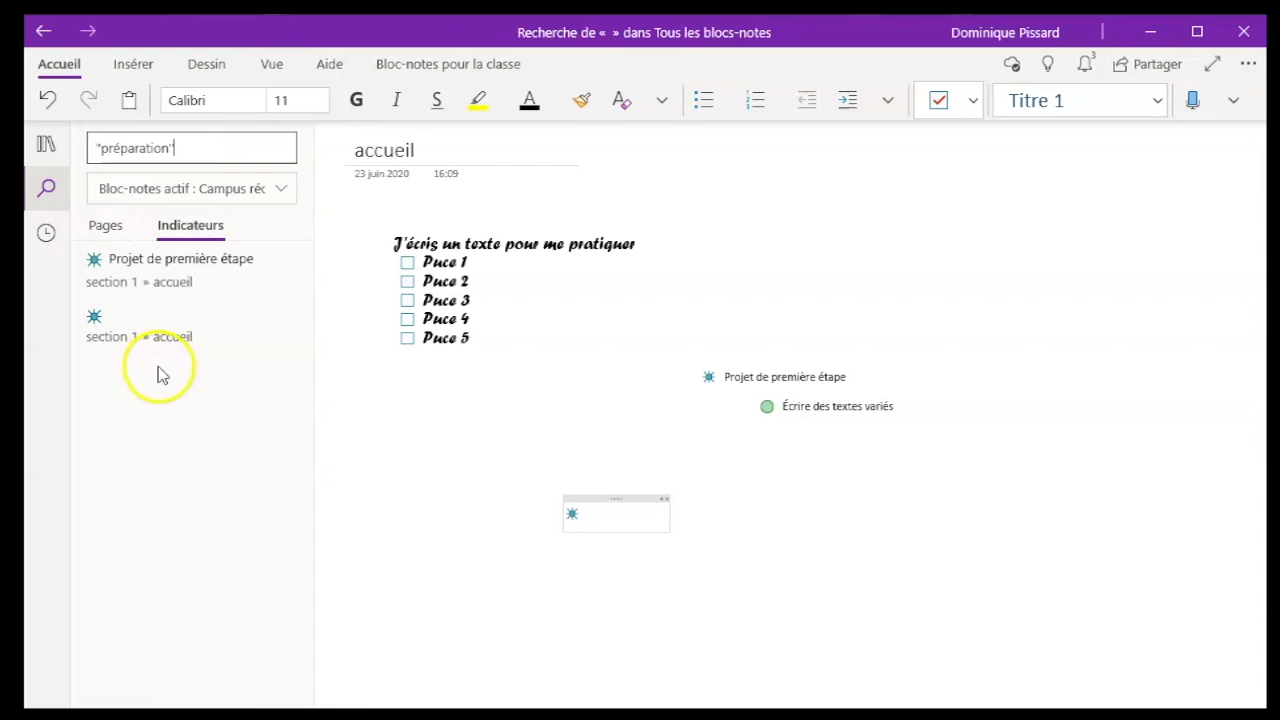 Recherche de «  » dans Tous les blocs-notes
Dominique Pissard
Accueil Insérer Dessin Vue Aide Bloc-notes pour la classe
3
Partager
Calibri 11 G I S A A Titre 1
"préparation"
Bloc-notes actif : Campus réc
Pages Indicateurs
Projet de première étape
section 1 » accueil
section 1 » accueil
accueil
23 juin 2020 16:09
J'écris un texte pour me pratiquer
Puce 1
Puce 2
Puce 3
Puce 4
Puce 5
Projet de première étape
Écrire des textes variés